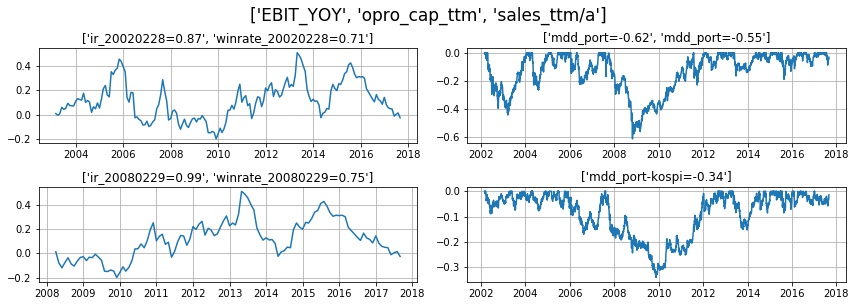 ['EBIT_YOY', 'opro_cap_ttm', 'sales_ttm/a']
['ir_20020228=0.87', 'winrate_20020228=0.71']
0.4
0.2
0.0
−0.2
2004 2006 2008 2010 2012 2014 2016 2018
['mdd_port=-0.62', 'mdd_port=-0.55']
0.0
−0.2
−0.4
−0.6
2002 2004 2006 2008 2010 2012 2014 2016 2018
['ir_20080229=0.99', 'winrate_20080229=0.75']
0.4
0.2
0.0
−0.2
2008 2009 2010 2011 2012 2013 2014 2015 2016 2017 2018
['mdd_port-kospi=-0.34']
0.0
−0.1
−0.2
−0.3
2002 2004 2006 2008 2010 2012 2014 2016 2018